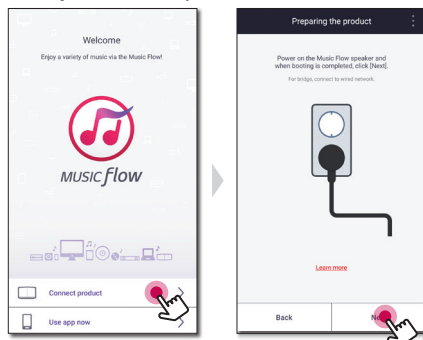 Welcome
Enjoy a variety of music via the Music Flow!
MUSIC flow
Connect product
Use app now
Preparing the product
Power on the Music Flow speaker and
when booting is completed, click [Next].
For bridge, connect to wired network.
Learn more
Back